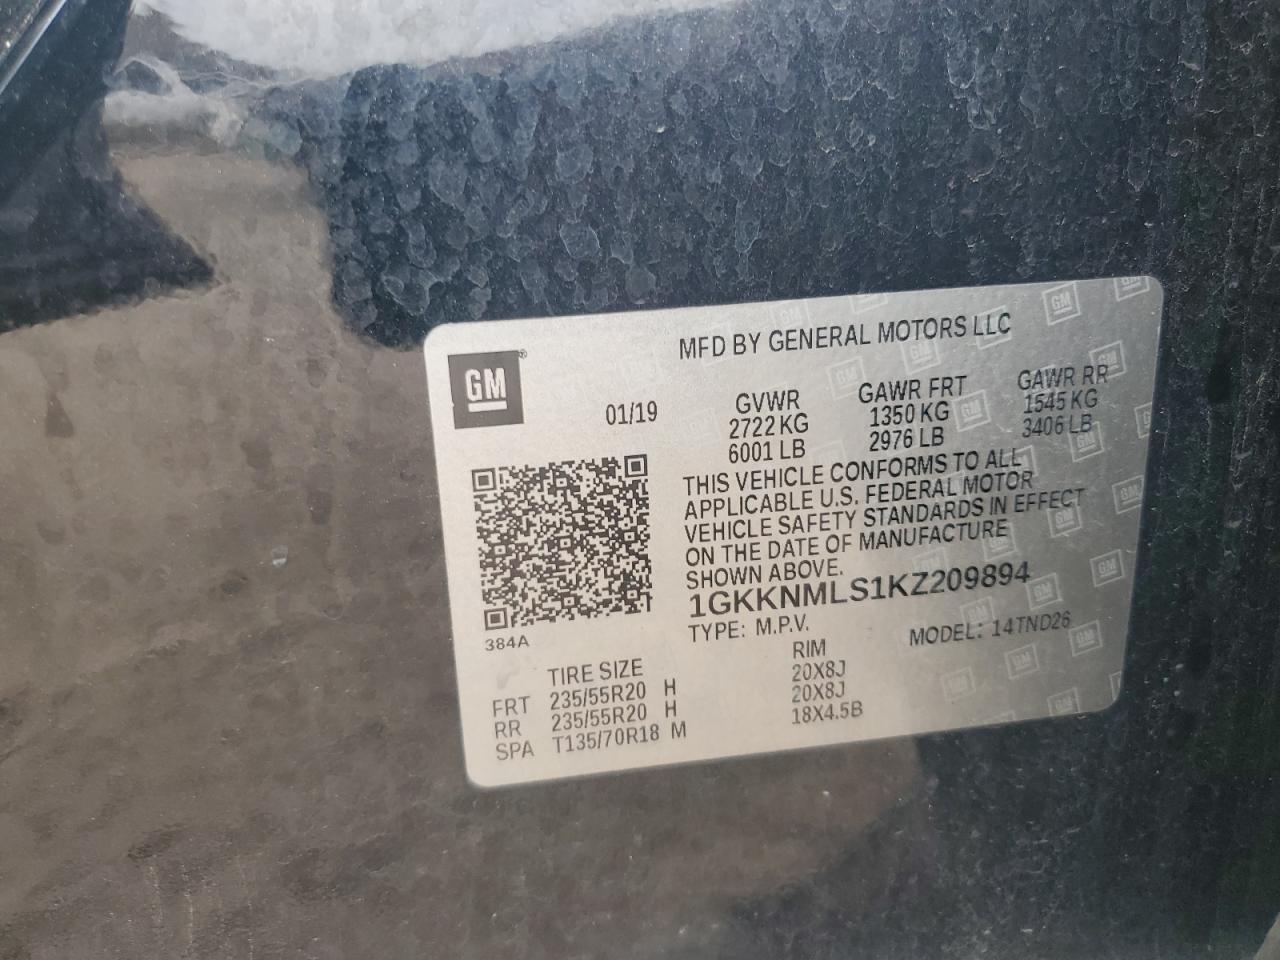 MFD BY GENERAL MOTORS LLC
GM®
01/19
GVWR GAWR FRT GAWR RR
2722 KG 1350 KG 1545 KG
6001 LB 2976 LB 3406 LB
THIS VEHICLE CONFORMS TO ALL
APPLICABLE U.S. FEDERAL MOTOR
VEHICLE SAFETY STANDARDS IN EFFECT
ON THE DATE OF MANUFACTURE
SHOWN ABOVE.
1GKKNMLS1KZ209894
TYPE: M.P.V. MODEL: 14TND26
384A
TIRE SIZE RIM
FRT 235/55R20 H 20X8J
RR 235/55R20 H 20X8J
SPA T135/70R18 M 18X4.5B